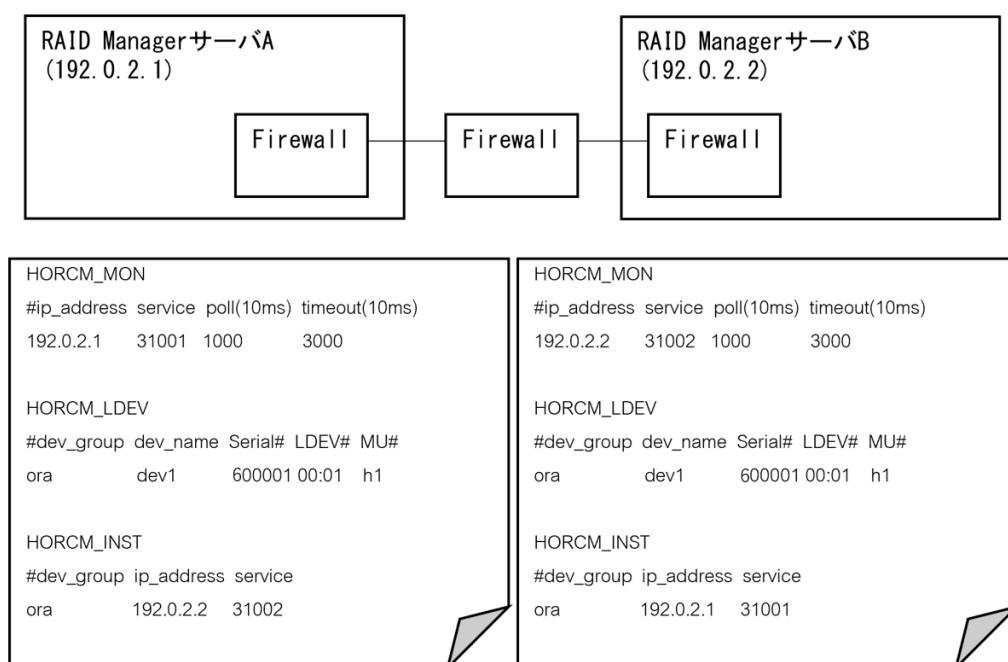 RAID ManagerサーバA
(192.0.2.1)
RAID ManagerサーバB
(192.0.2.2)
Firewall
Firewall
Firewall
HORCM_MON
#ip_address service poll(10ms) timeout(10ms)
192.0.2.1 31001 1000 3000
HORCM_LDEV
#dev_group dev_name Serial# LDEV# MU#
ora dev1 600001 00:01 h1
HORCM_INST
#dev_group ip_address service
ora 192.0.2.2 31002
HORCM_MON
#ip_address service poll(10ms) timeout(10ms)
192.0.2.2 31002 1000 3000
HORCM_LDEV
#dev_group dev_name Serial# LDEV# MU#
ora dev1 600001 00:01 h1
HORCM_INST
#dev_group ip_address service
ora 192.0.2.1 31001